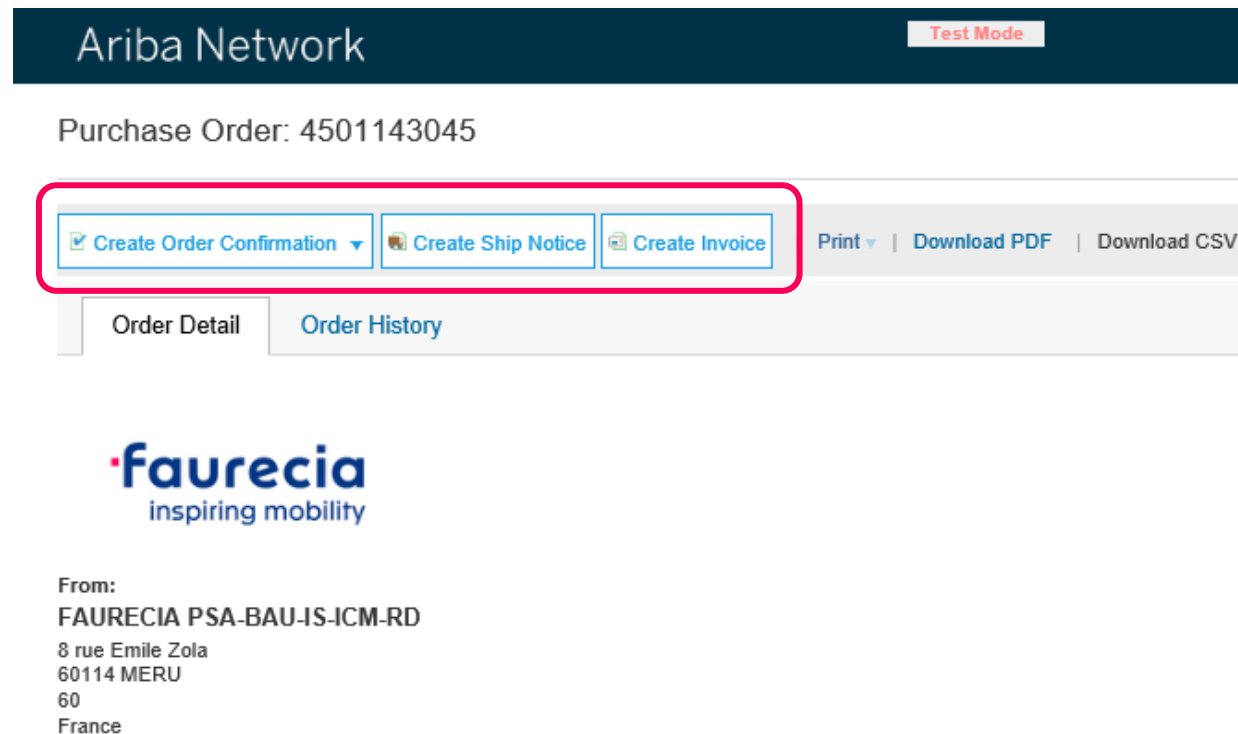 Ariba Network Test Mode
Purchase Order: 4501143045
Create Order Confirmation Create Ship Notice Create Invoice Print | Download PDF | Download CSV
Order Detail Order History
faurecia
inspiring mobility
From:
FAURECIA PSA-BAU-IS-ICM-RD
8 rue Emile Zola
60114 MERU
60
France